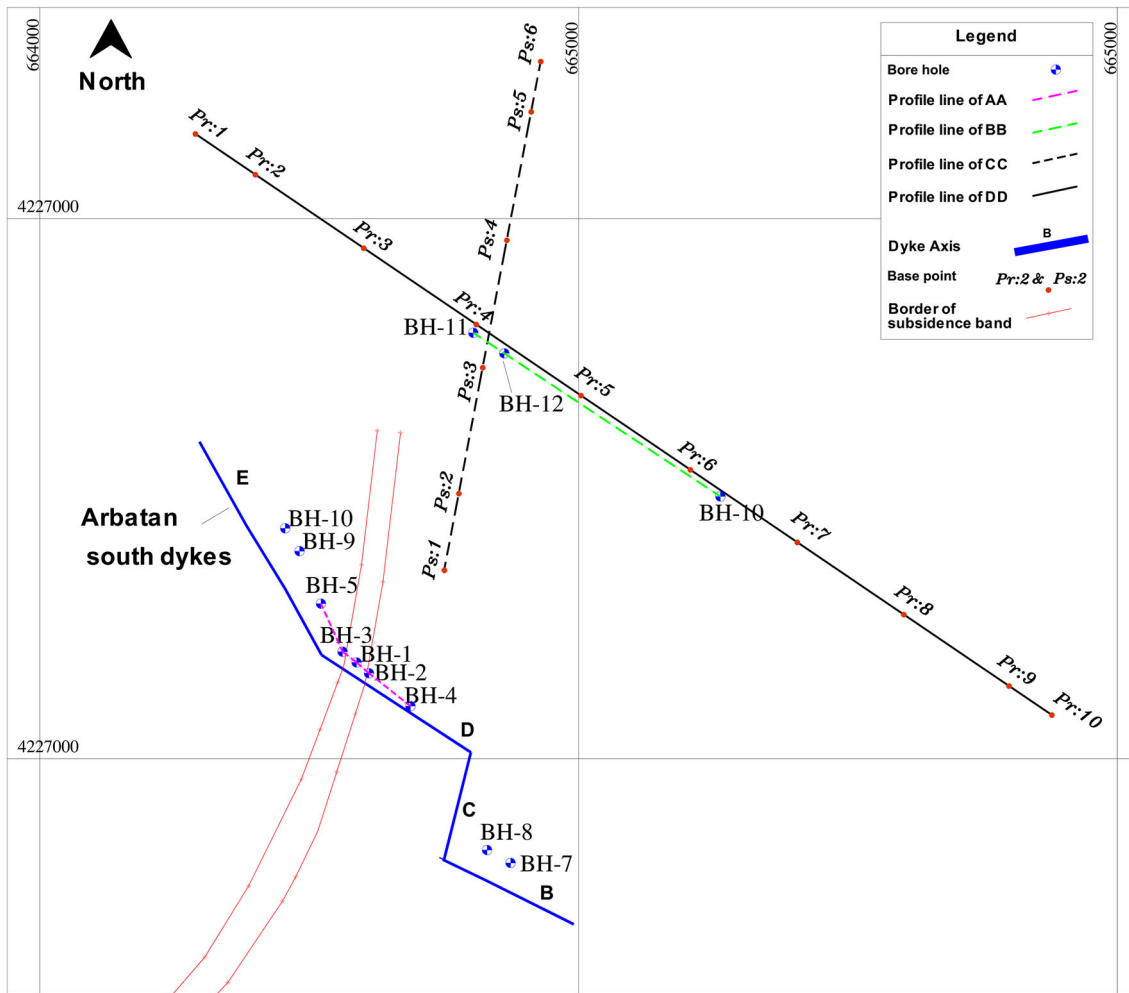 664000
665000
665000
North
Legend
Bore hole
Profile line of AA
Profile line of BB
Profile line of CC
Profile line of DD
B
Dyke Axis
Base point
Pr:2 & Ps:2
Border of
subsidence band
Ps:6
Ps:5
Pr:1
Pr:2
4227000
Ps:4
Pr:3
Pr:4
BH-11
Ps:3
BH-12
Pr:5
Pr:6
BH-10
Ps:2
E
Arbatan
south dykes
BH-10
BH-9
Pr:7
Ps:1
BH-5
Pr:8
BH-3
BH-1
BH-2
BH-4
Pr:9
Pr:10
D
4227000
C
BH-8
BH-7
B